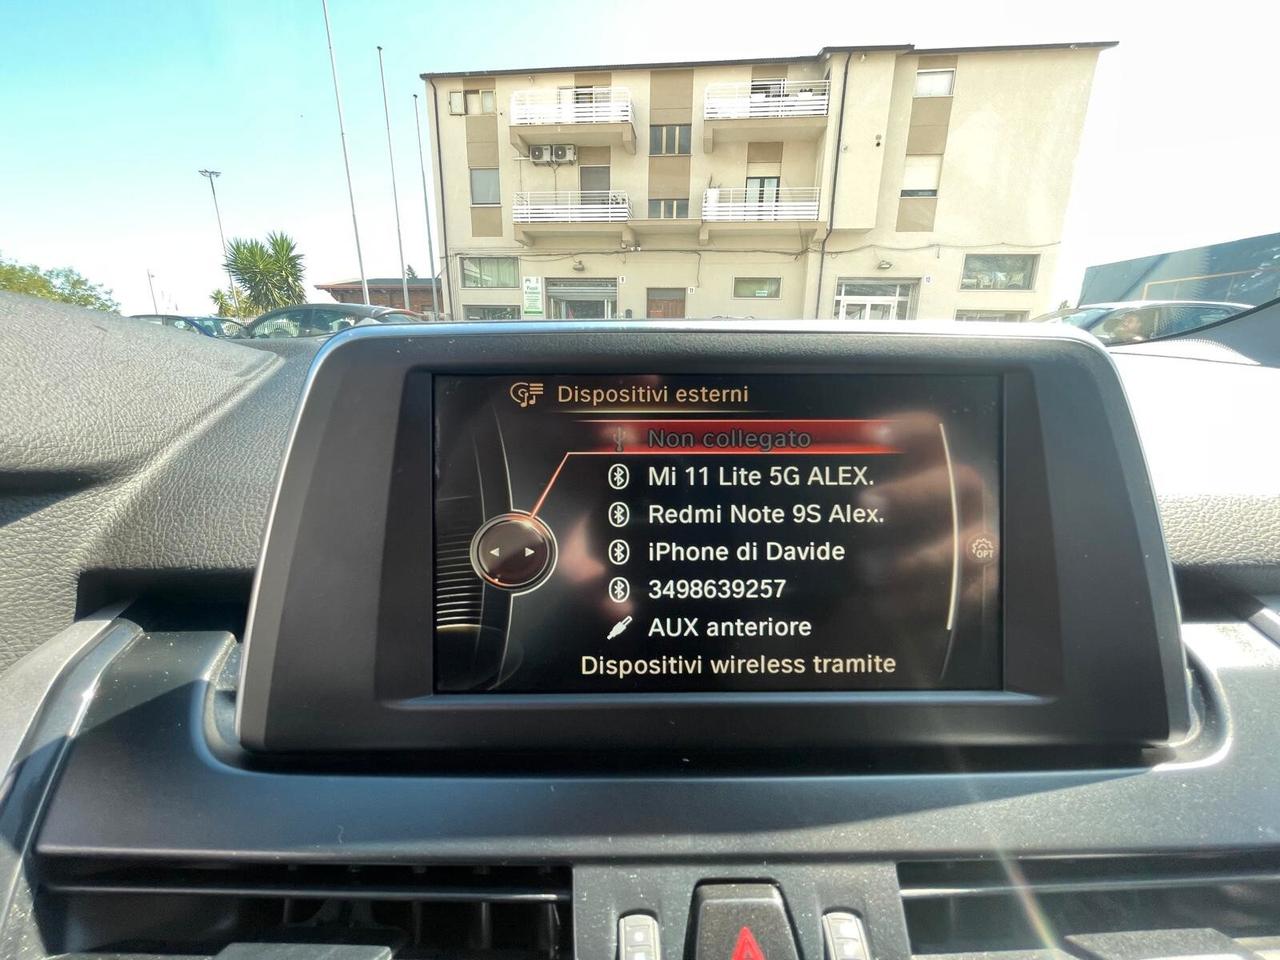 Dispositivi esterni
Non collegato
Mi 11 Lite 5G ALEX.
Redmi Note 9S Alex.
iPhone di Davide
3498639257
AUX anteriore
Dispositivi wireless tramite
OPT